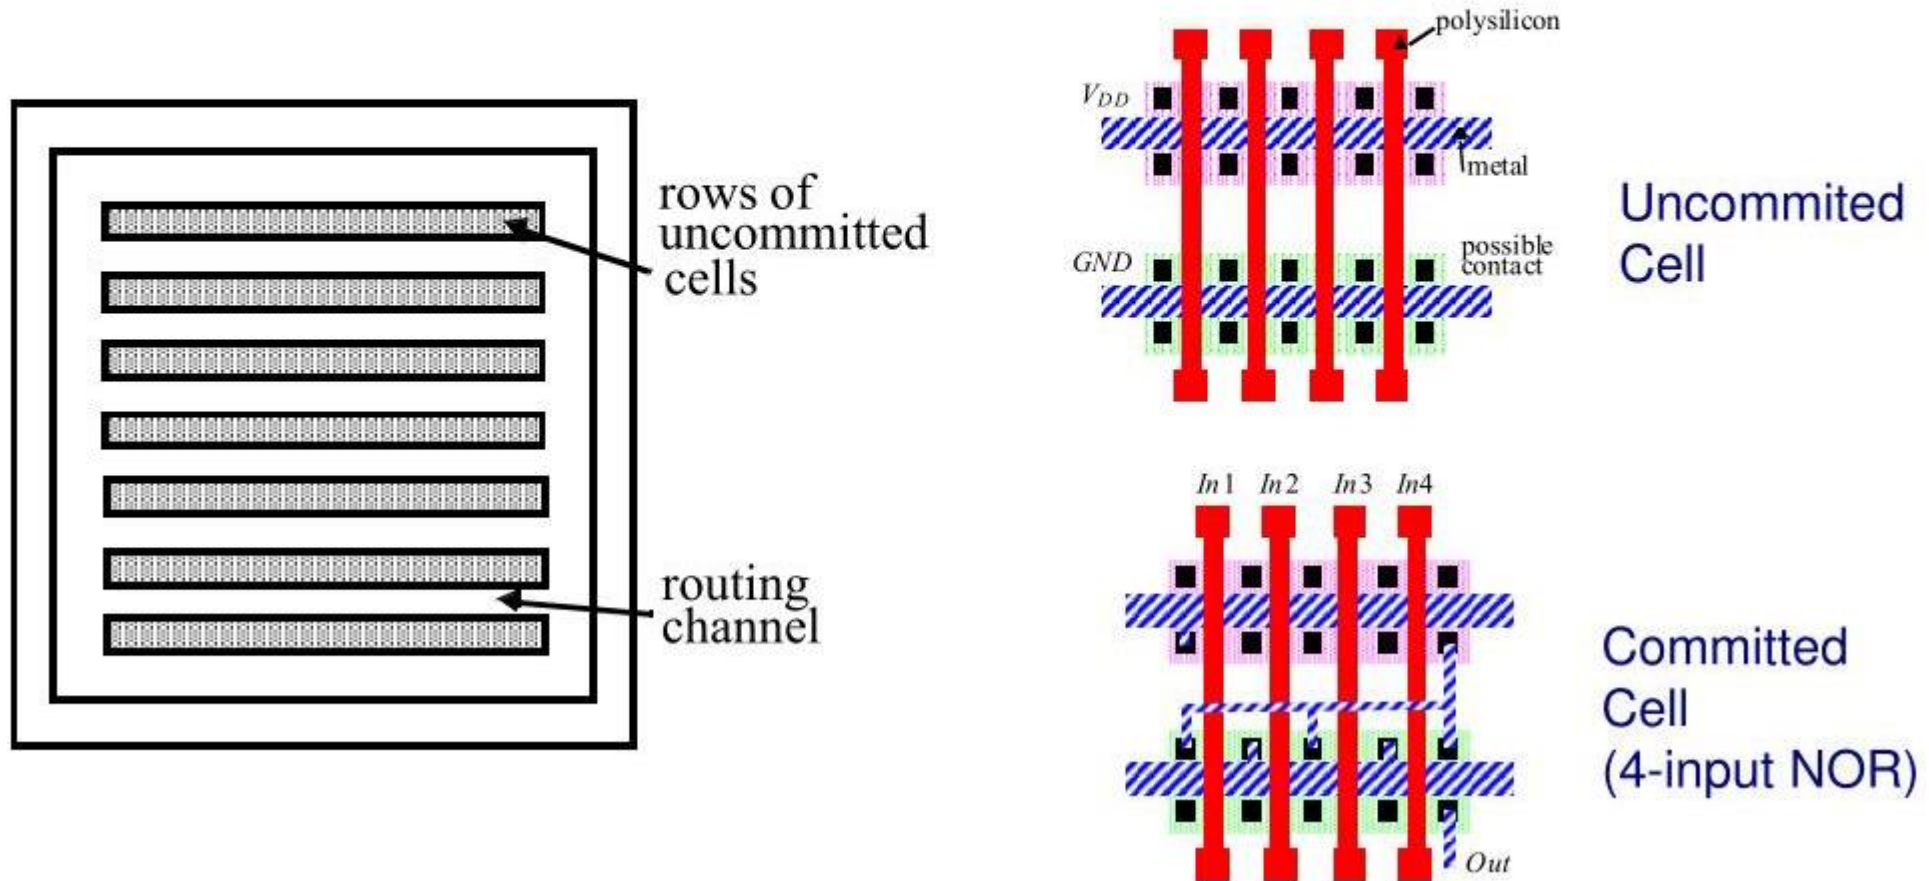 rows of
uncommitted
cells
routing
channel
polysilicon
VDD
metal
GND
possible
contact
Uncommited
Cell
In1 In2 In3 In4
Out
Committed
Cell
(4-input NOR)